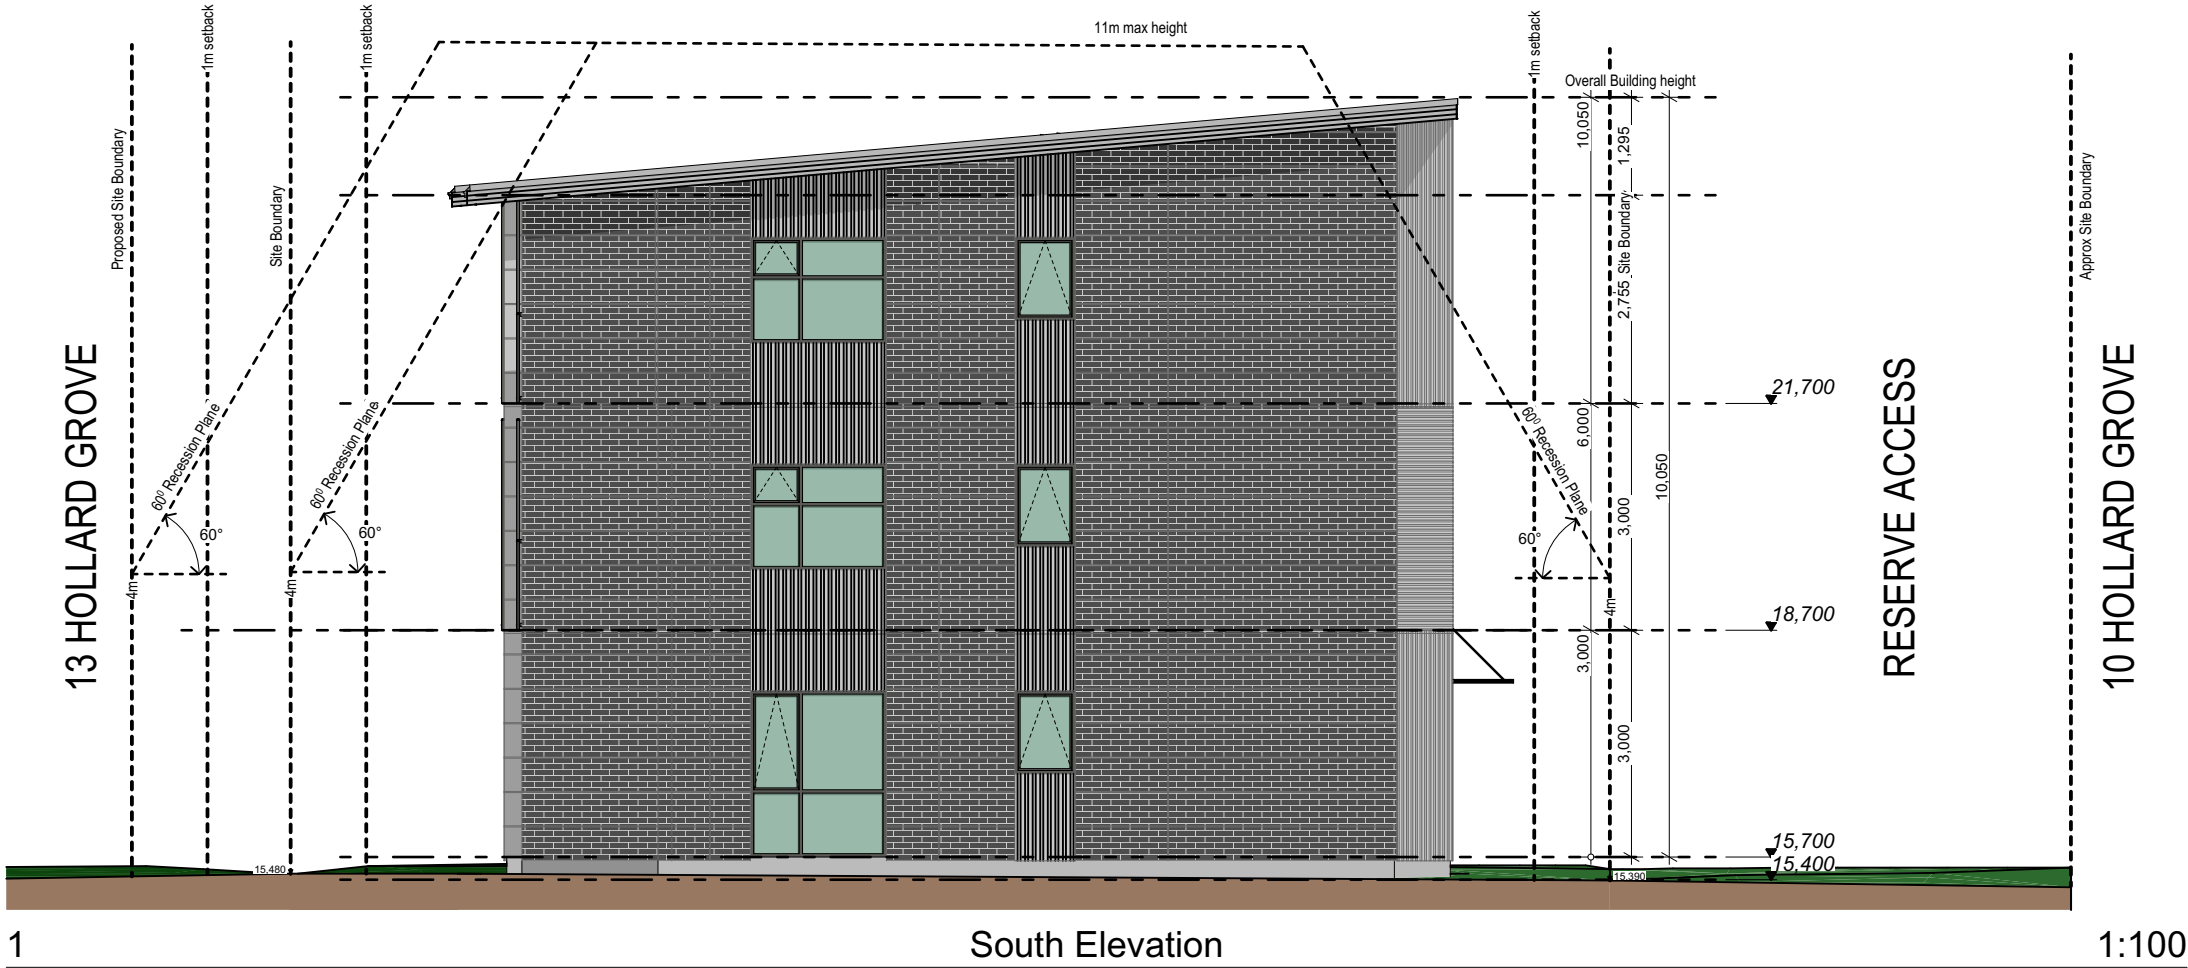 1m setback
1m setback
11m max height
1m setback
Overall Building height
Proposed Site Boundary
Site Boundary
10,050
1,295
Approx Site Boundary
2,755
Site Boundary
13 HOLLARD GROVE
60⁰ Recession Plane
60⁰ Recession Plane
60⁰ Recession Plane
21,700
6,000
10,050
3,000
RESERVE ACCESS
10 HOLLARD GROVE
60°
60°
60°
4m
4m
4m
18,700
3,000
3,000
15,700
15,400
15,480
15,390
1
South Elevation
1:100